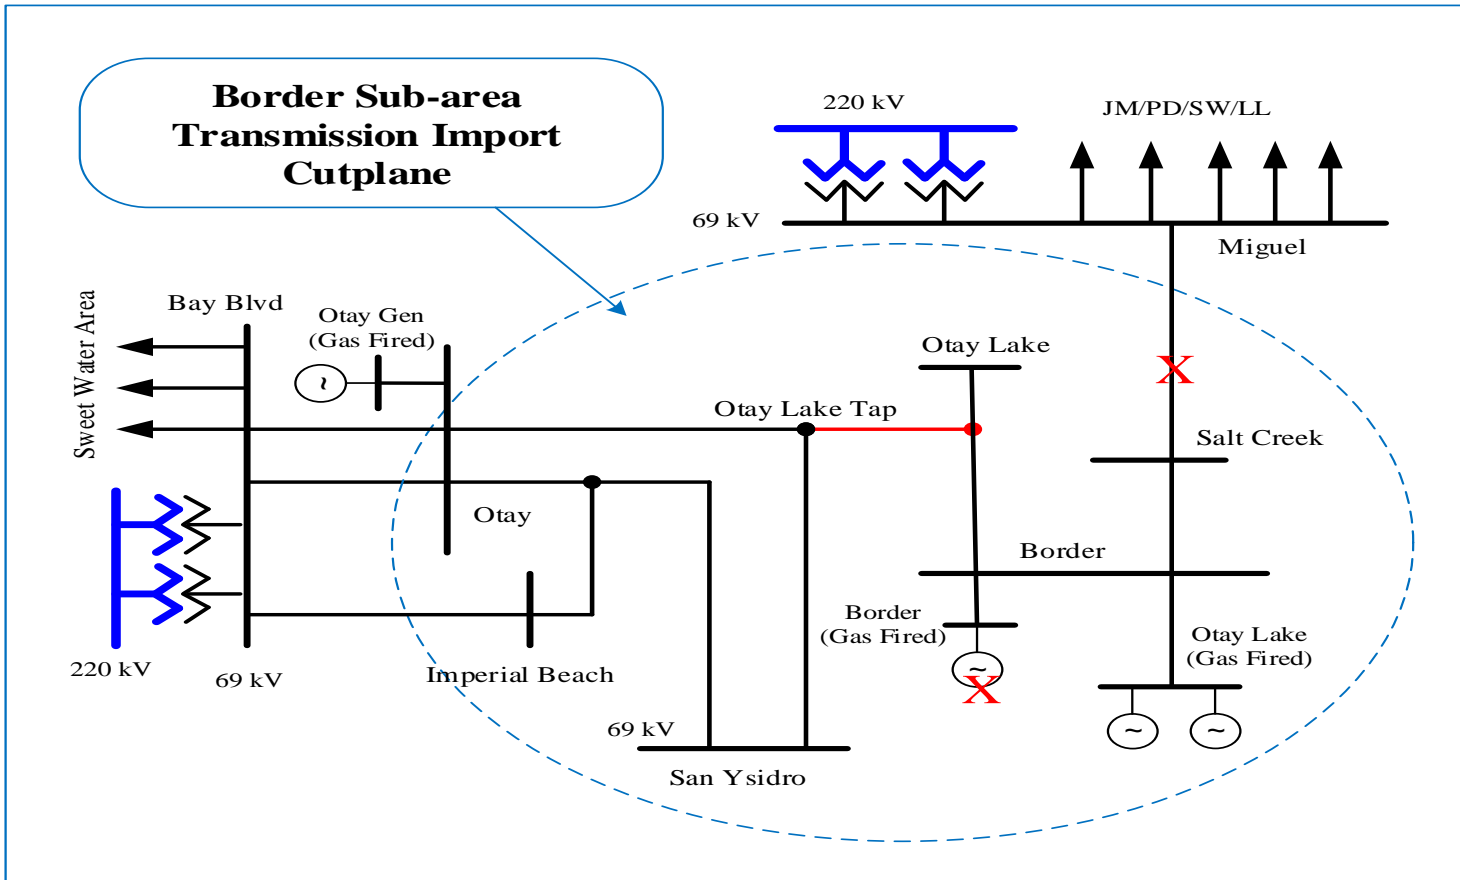 Border Sub-area
Transmission Import
Cutplane
220 kV
JM/PD/SW/LL
69 kV
Miguel
Sweet Water Area
Bay Blvd
Otay Gen
(Gas Fired)
~
Otay Lake
X
Otay Lake Tap
Salt Creek
Otay
Border
Border
(Gas Fired)
~
X
Otay Lake
(Gas Fired)
~
~
220 kV
69 kV
Imperial Beach
69 kV
San Ysidro